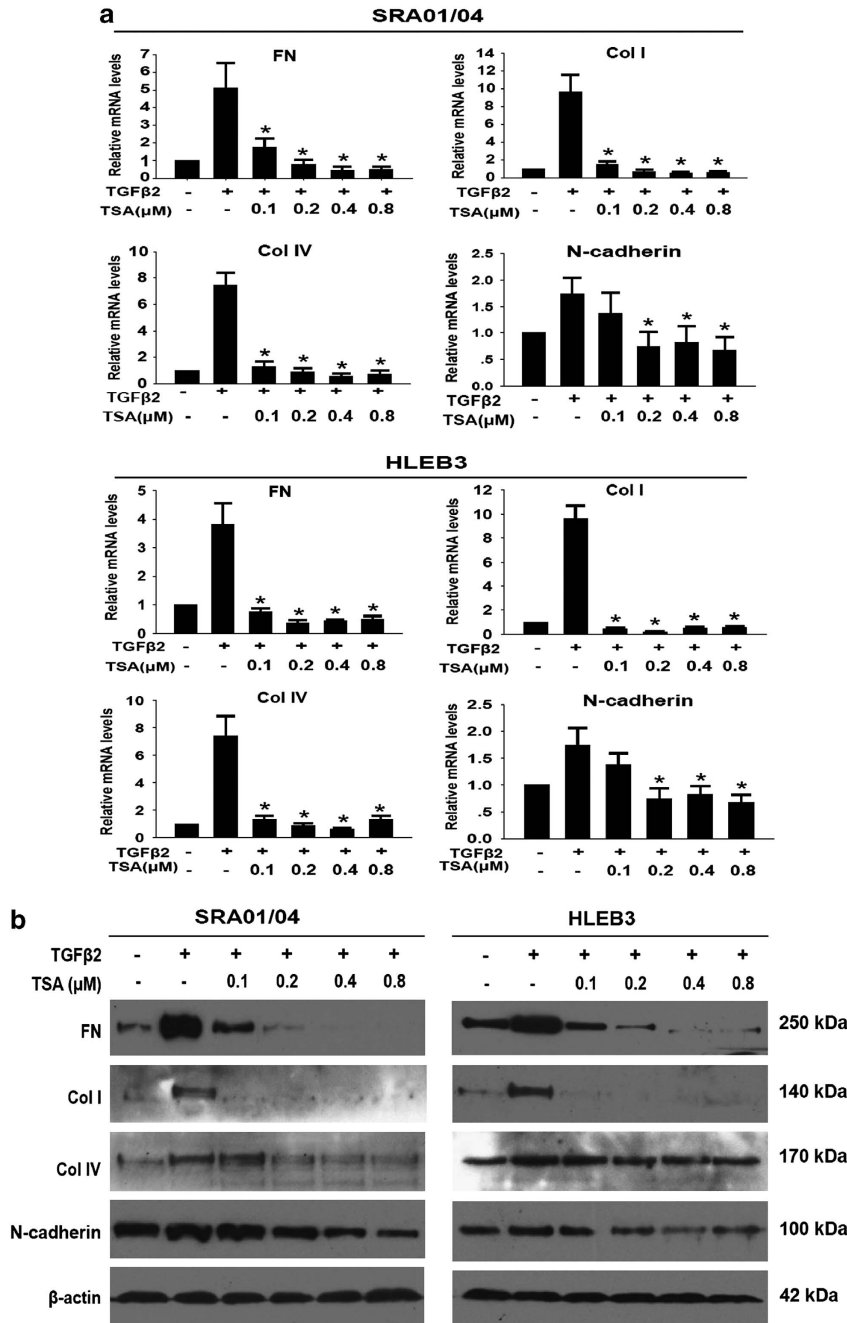 a
SRA01/04
FN
Relative mRNA levels
7
6
5
4
3
2
1
0
TGFβ2 - + + + + +
TSA(µM) - - 0.1 0.2 0.4 0.8
* * * *
Col I
Relative mRNA levels
14
12
10
8
6
4
2
0
TGFβ2 - + + + + +
TSA(µM) - - 0.1 0.2 0.4 0.8
* * * *
Col IV
Relative mRNA levels
10
8
6
4
2
0
TGFβ2 - + + + + +
TSA(µM) - - 0.1 0.2 0.4 0.8
* * * *
N-cadherin
Relative mRNA levels
2.5
2.0
1.5
1.0
.5
0.0
TGFβ2 - + + + + +
TSA(µM) - - 0.1 0.2 0.4 0.8
* * *
HLEB3
FN
Relative mRNA levels
5
4
3
2
1
0
TGFβ2 - + + + + +
TSA(µM) - - 0.1 0.2 0.4 0.8
* * * *
Col I
Relative mRNA levels
12
10
8
6
4
2
0
TGFβ2 - + + + + +
TSA(µM) - - 0.1 0.2 0.4 0.8
* * * *
Col IV
Relative mRNA levels
10
8
6
4
2
0
TGFβ2 - + + + + +
TSA(µM) - - 0.1 0.2 0.4 0.8
* * * *
N-cadherin
Relative mRNA levels
2.5
2.0
1.5
1.0
.5
0.0
TGFβ2 - + + + + +
TSA(µM) - - 0.1 0.2 0.4 0.8
* * *
b
SRA01/04 HLEB3
TGFβ2 - + + + + + - + + + + +
TSA (µM) - - 0.1 0.2 0.4 0.8 - - 0.1 0.2 0.4 0.8
FN 250 kDa
Col I 140 kDa
Col IV 170 kDa
N-cadherin 100 kDa
β-actin 42 kDa